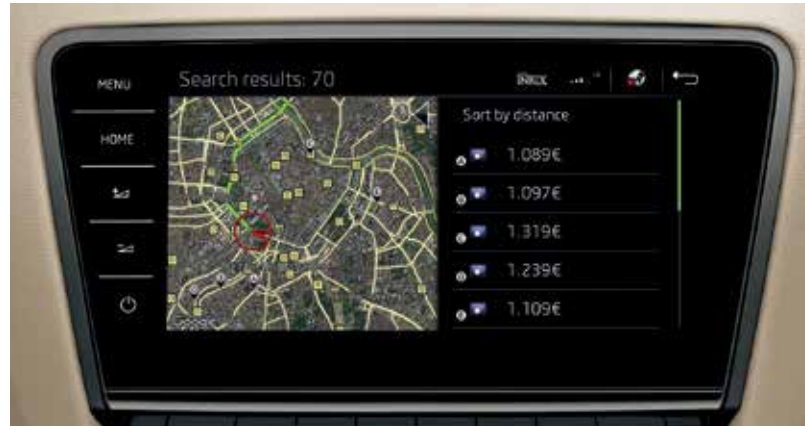 MENU
HOME
Search results: 70
INRIX
Sort by distance
1.089€
1.097€
1.319€
1.239€
1.109€